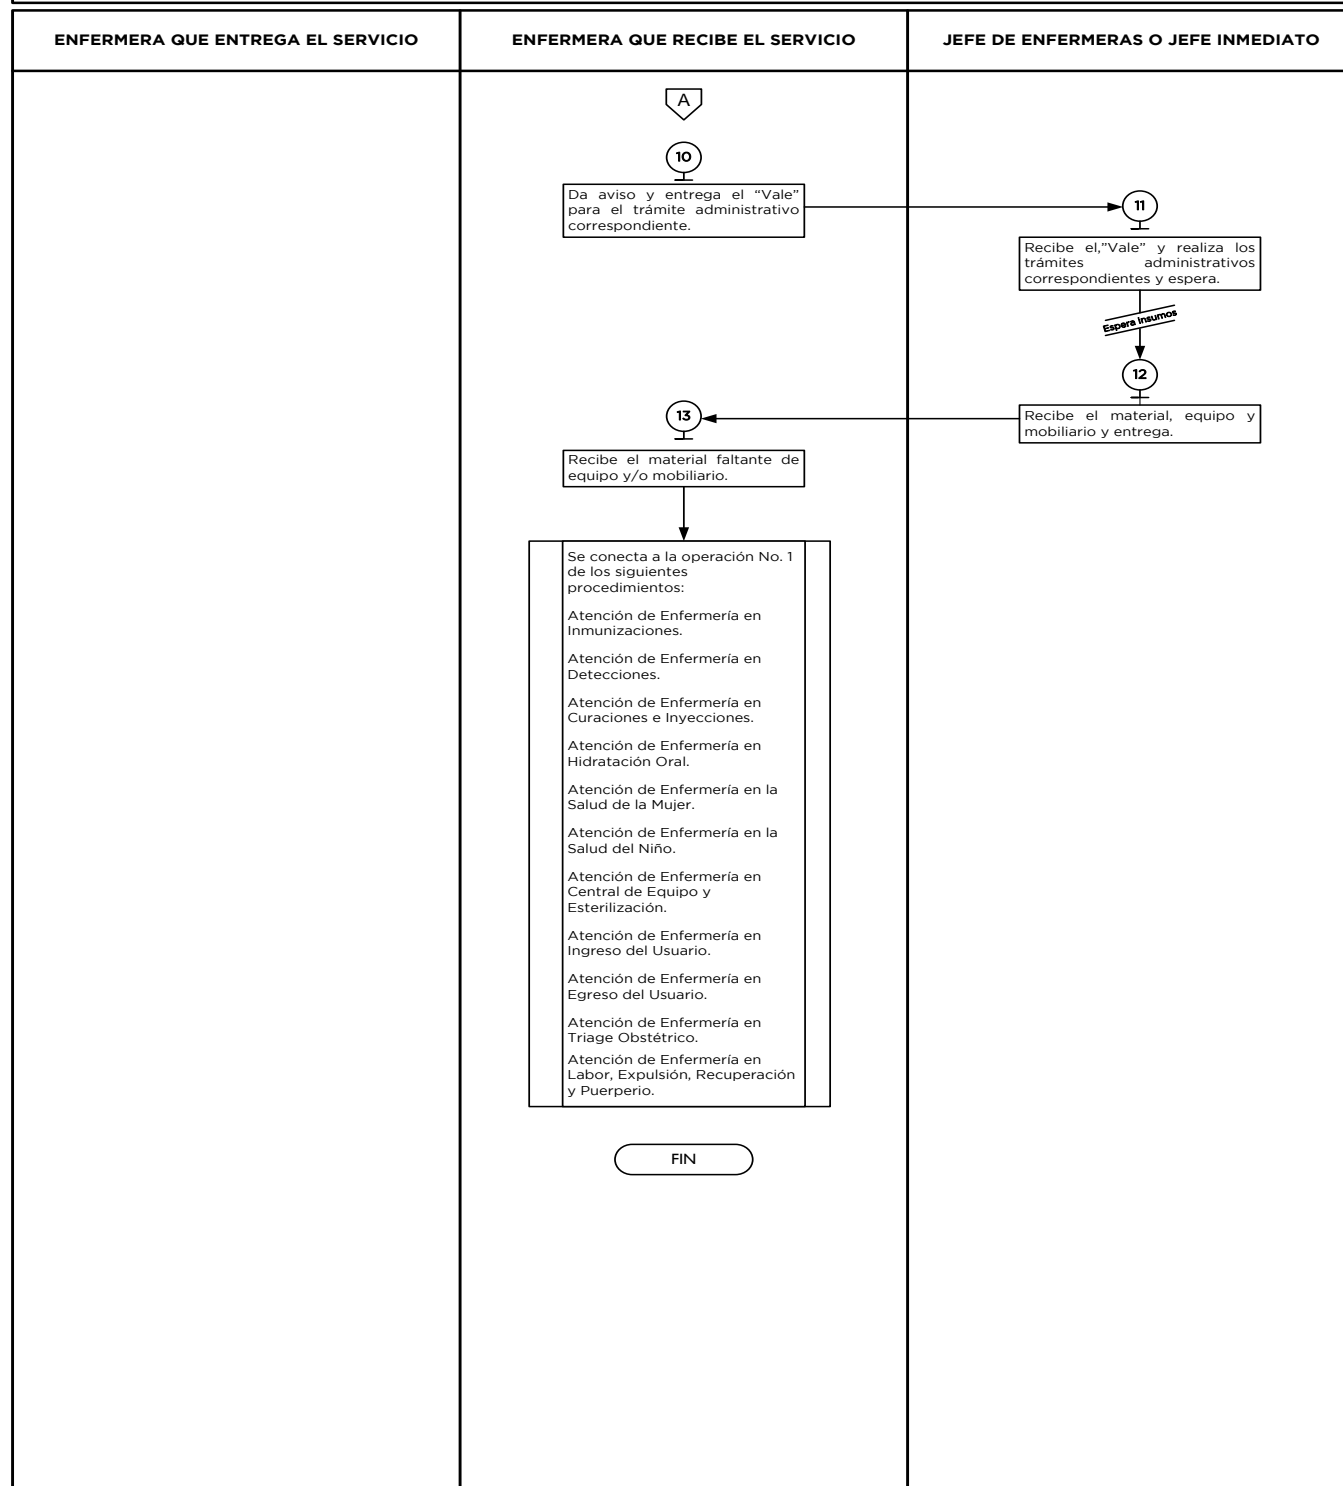 ENFERMERA QUE ENTREGA EL SERVICIO
ENFERMERA QUE RECIBE EL SERVICIO
JEFE DE ENFERMERAS O JEFE INMEDIATO
A
10
Da aviso y entrega el “Vale”
para el trámite administrativo
correspondiente.
11
Recibe el,”Vale” y realiza los
trámites administrativos
correspondientes y espera.
Espera insumos
12
Recibe el material, equipo y
mobiliario y entrega.
13
Recibe el material faltante de
equipo y/o mobiliario.
Se conecta a la operación No. 1
de los siguientes
procedimientos:
Atención de Enfermería en
Inmunizaciones.
Atención de Enfermería en
Detecciones.
Atención de Enfermería en
Curaciones e Inyecciones.
Atención de Enfermería en
Hidratación Oral.
Atención de Enfermería en la
Salud de la Mujer.
Atención de Enfermería en la
Salud del Niño.
Atención de Enfermería en
Central de Equipo y
Esterilización.
Atención de Enfermería en
Ingreso del Usuario.
Atención de Enfermería en
Egreso del Usuario.
Atención de Enfermería en
Triage Obstétrico.
Atención de Enfermería en
Labor, Expulsión, Recuperación
y Puerperio.
FIN